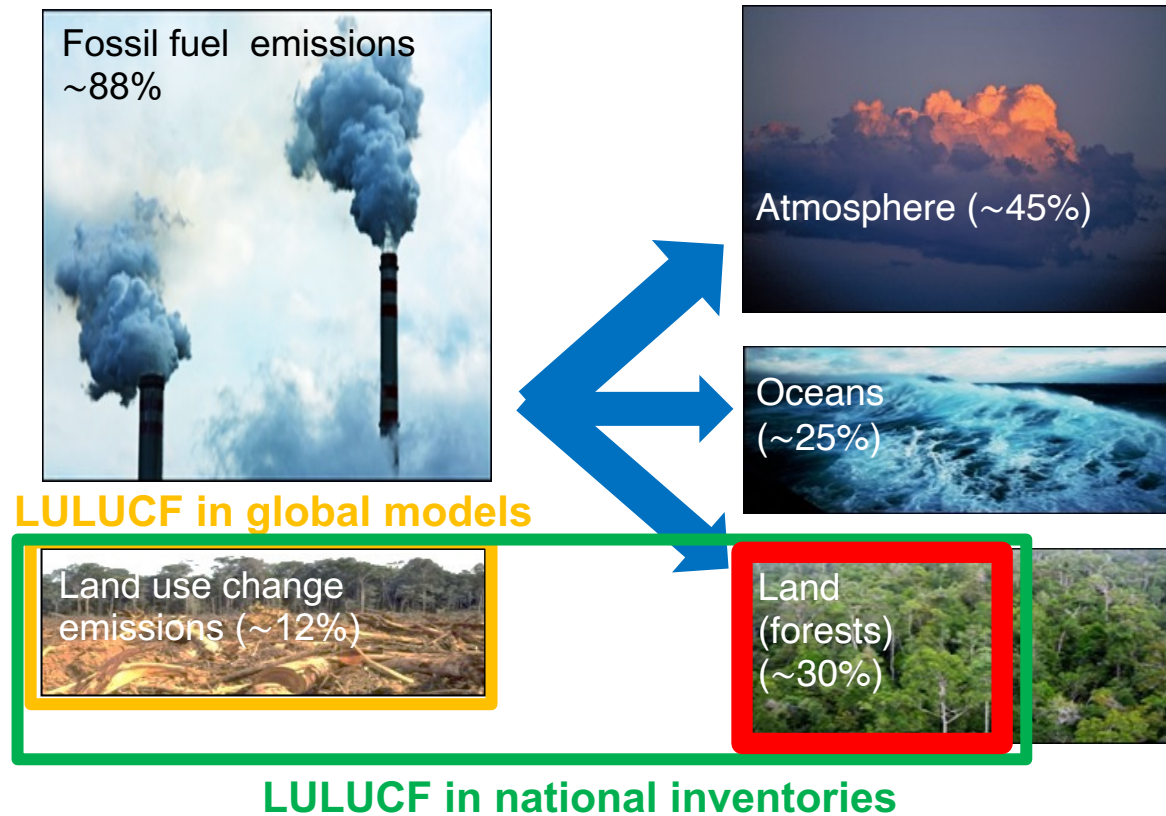 Fossil fuel  emissions
~88%
Atmosphere (~45%)
Oceans
(~25%)
LULUCF in global models
Land use change
emissions (~12%)
Land
(forests)
(~30%)
LULUCF in national inventories